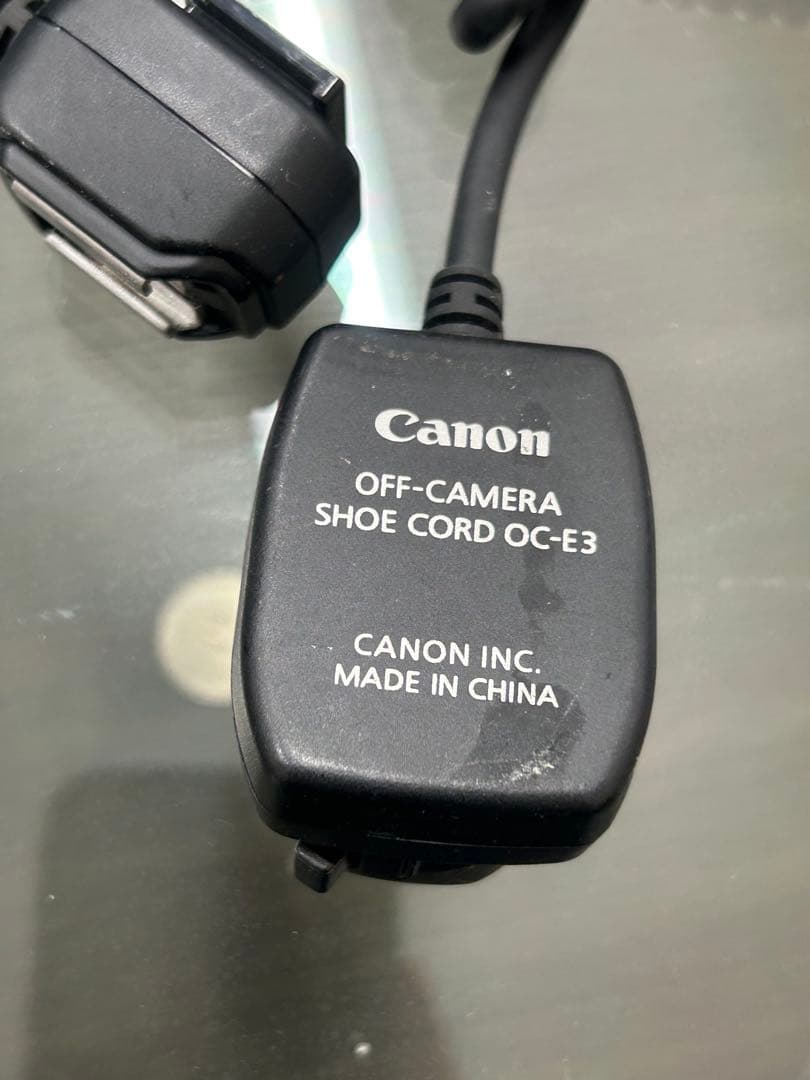 Canon
OFF-CAMERA
SHOE CORD OC-E3
CANON INC.
MADE IN CHINA